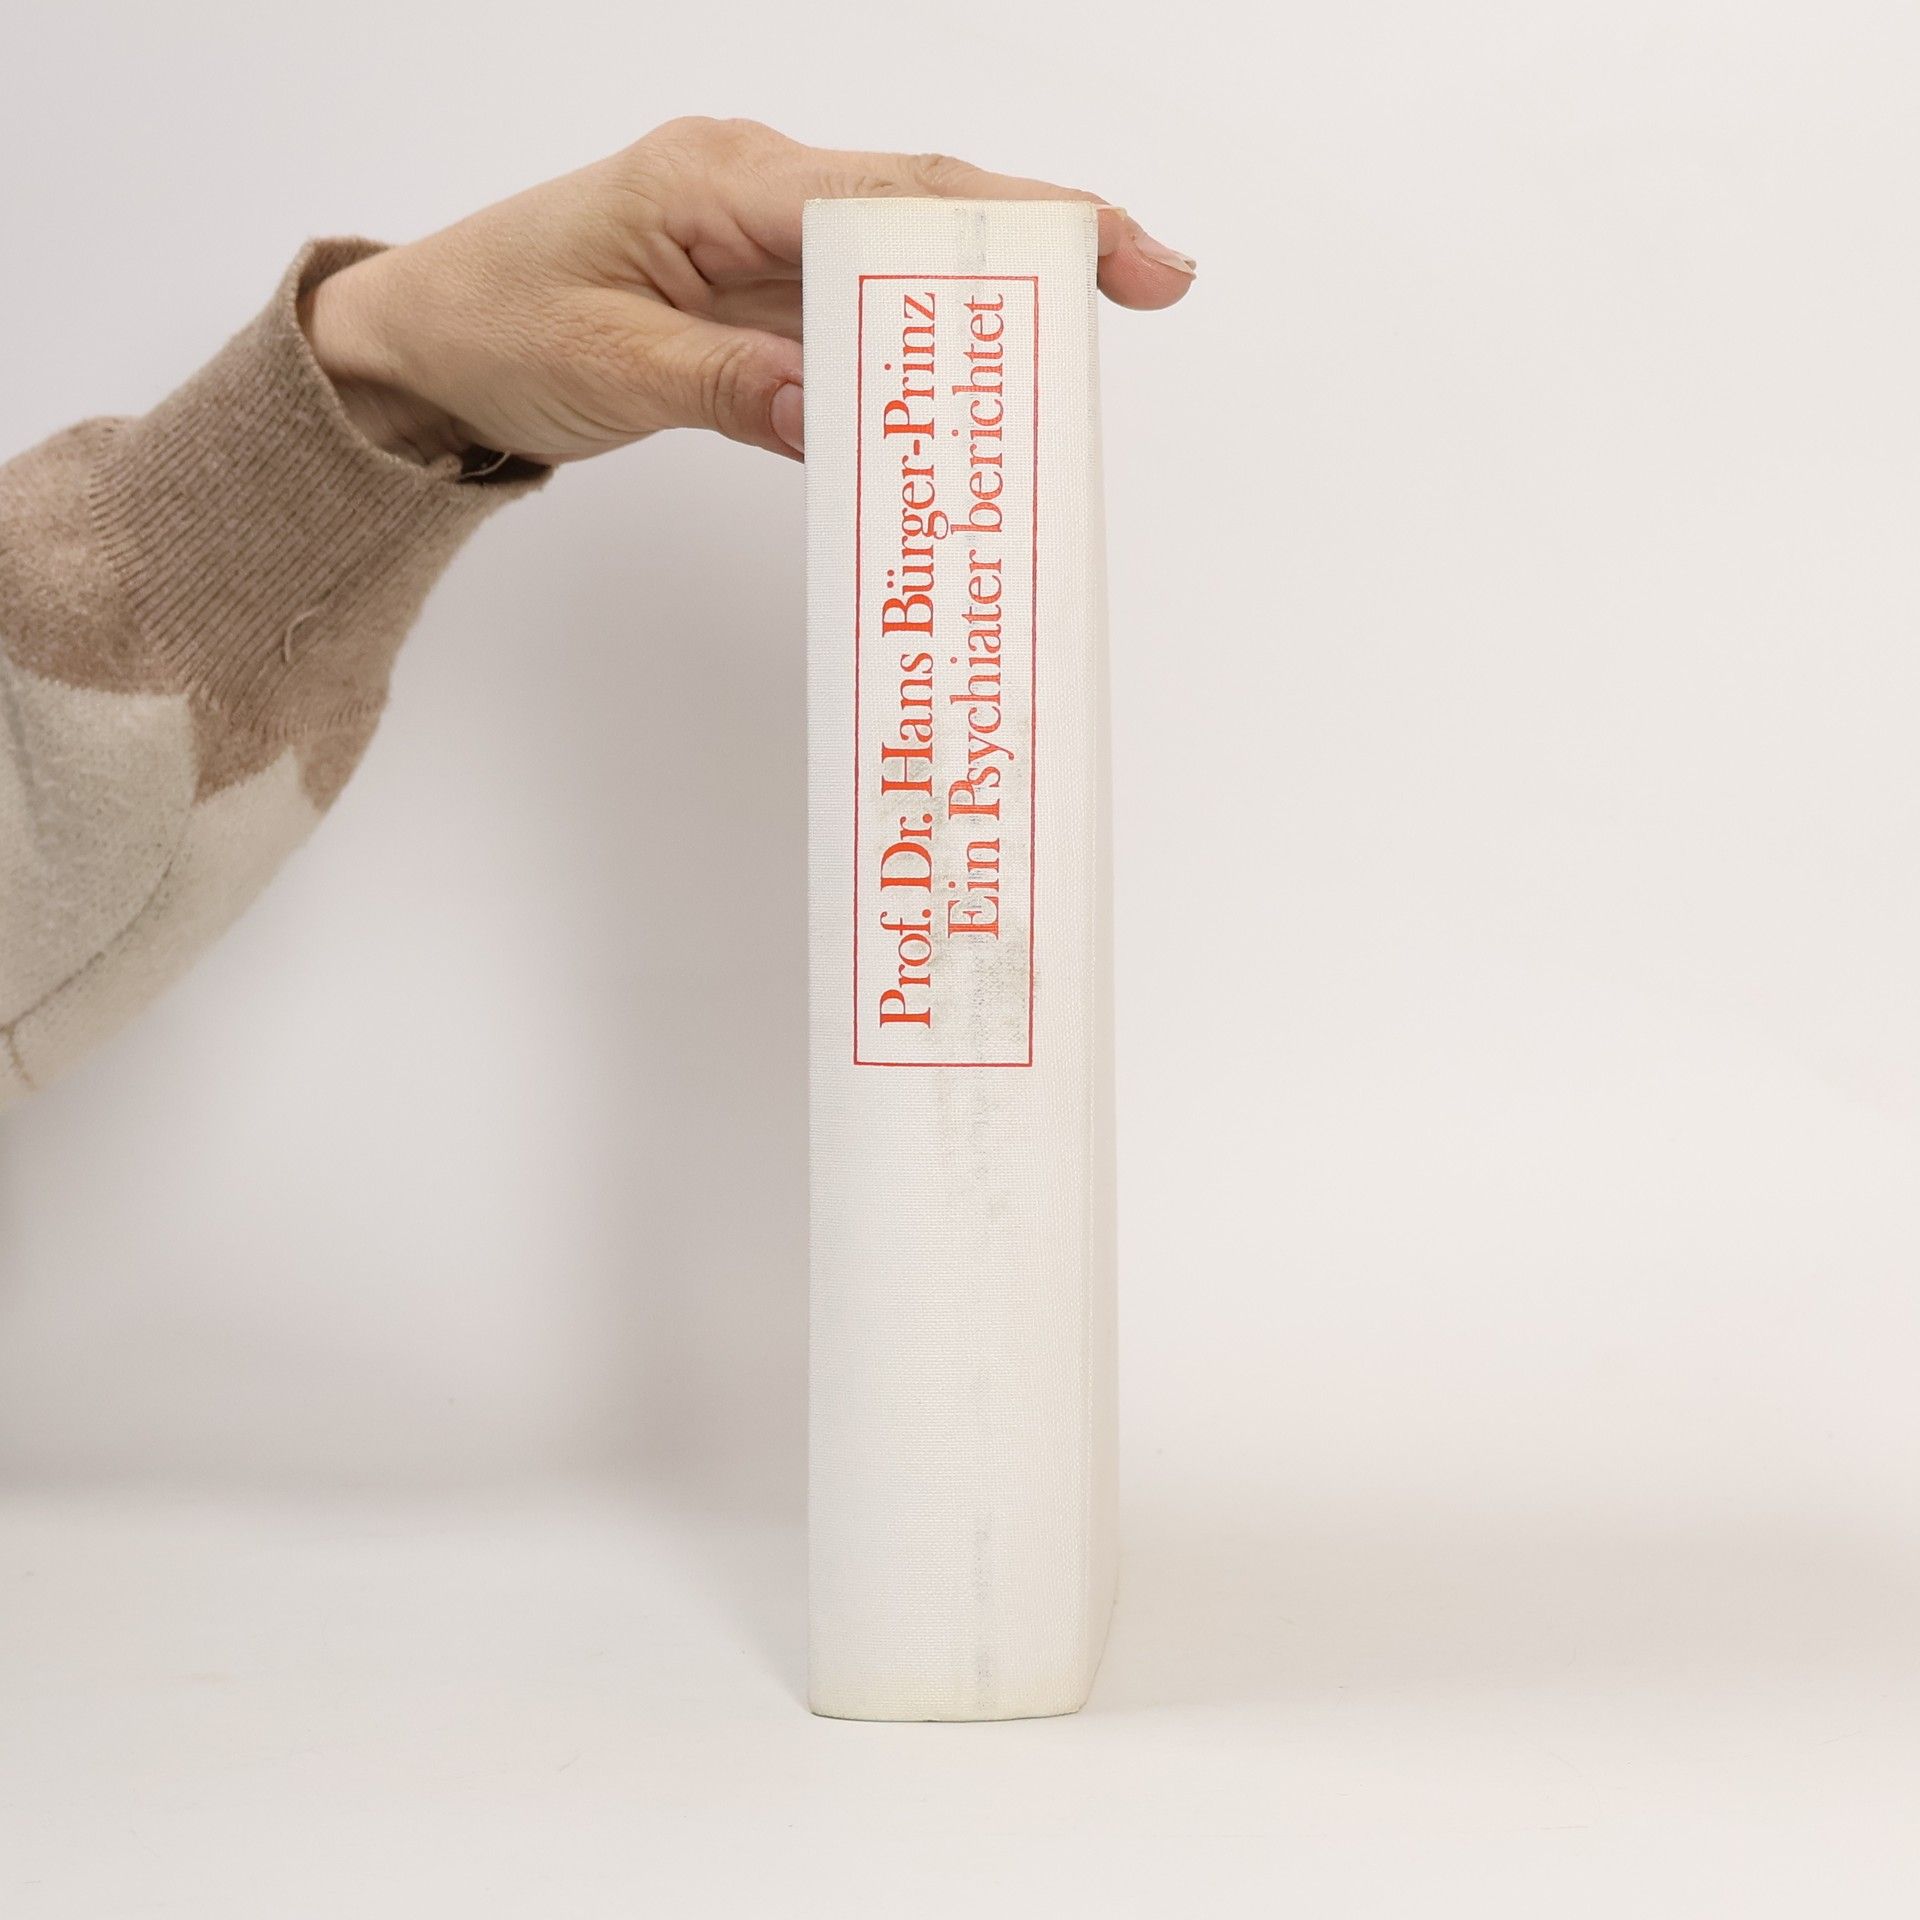 Prof. Dr. Hans Bürger-Prinz
Ein Psychiater berichtet